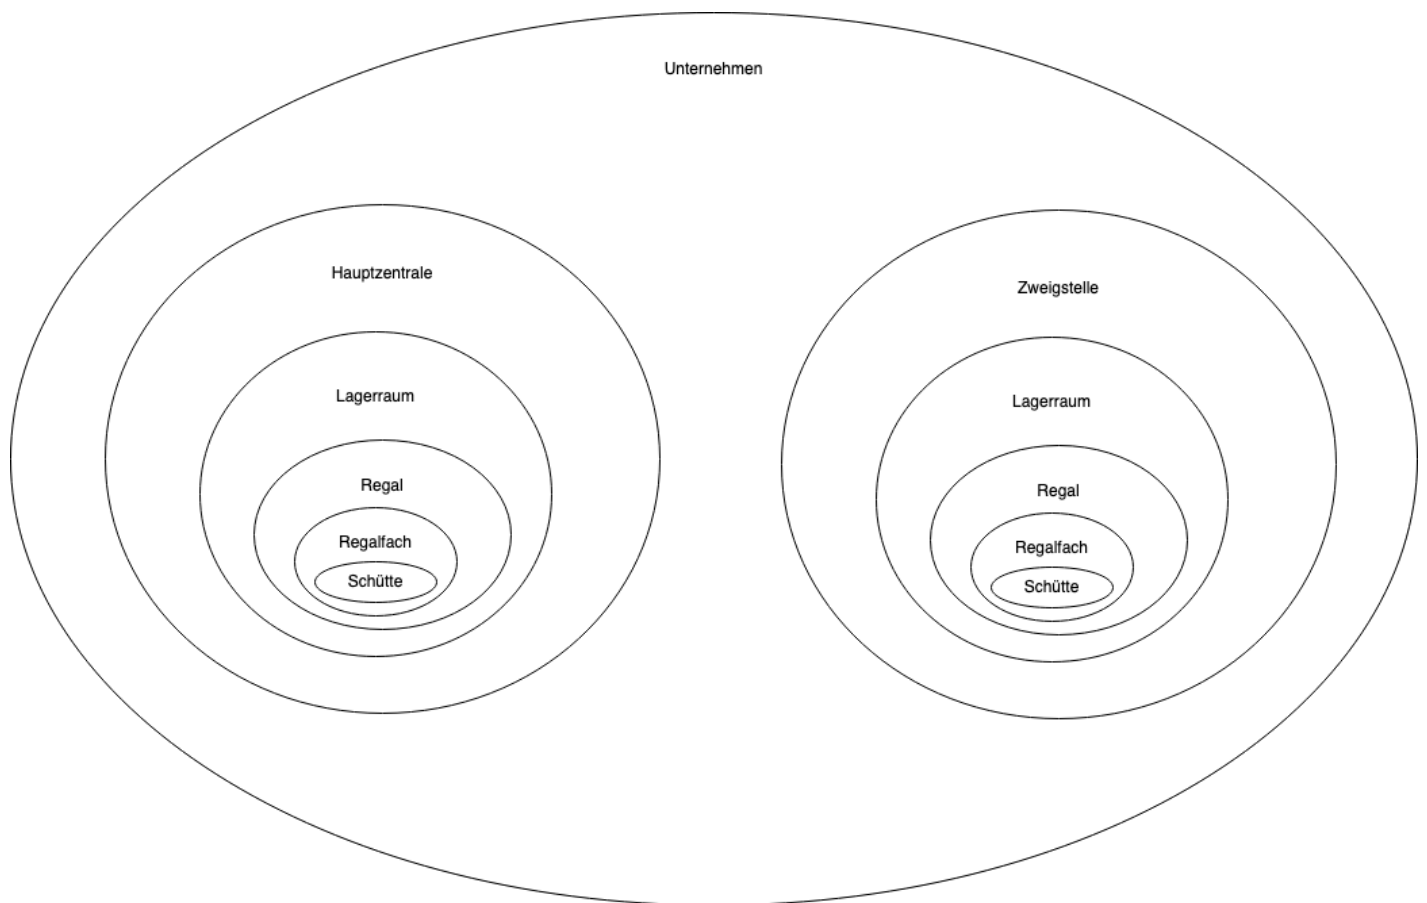 Unternehmen
Hauptzentrale
Lagerraum
Regal
Regalfach
Schütte
Zweigstelle
Lagerraum
Regal
Regalfach
Schütte